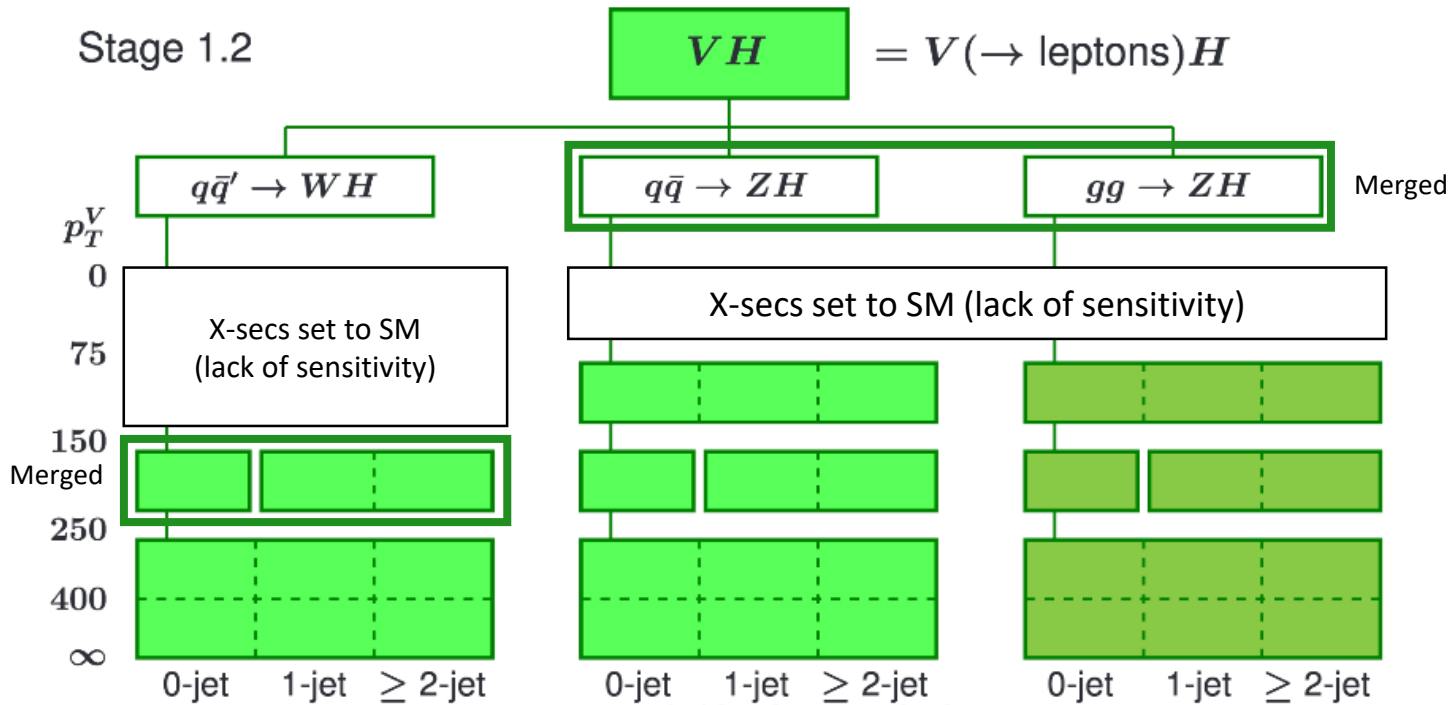 Stage 1.2
VH
= V(→ leptons)H
qq̄′ → WH
qq̄ → ZH
gg → ZH
Merged
p_T^V
0
X-secs set to SM
(lack of sensitivity)
X-secs set to SM (lack of sensitivity)
75
150
Merged
250
400
∞
0-jet 1-jet ≥ 2-jet
0-jet 1-jet ≥ 2-jet
0-jet 1-jet ≥ 2-jet